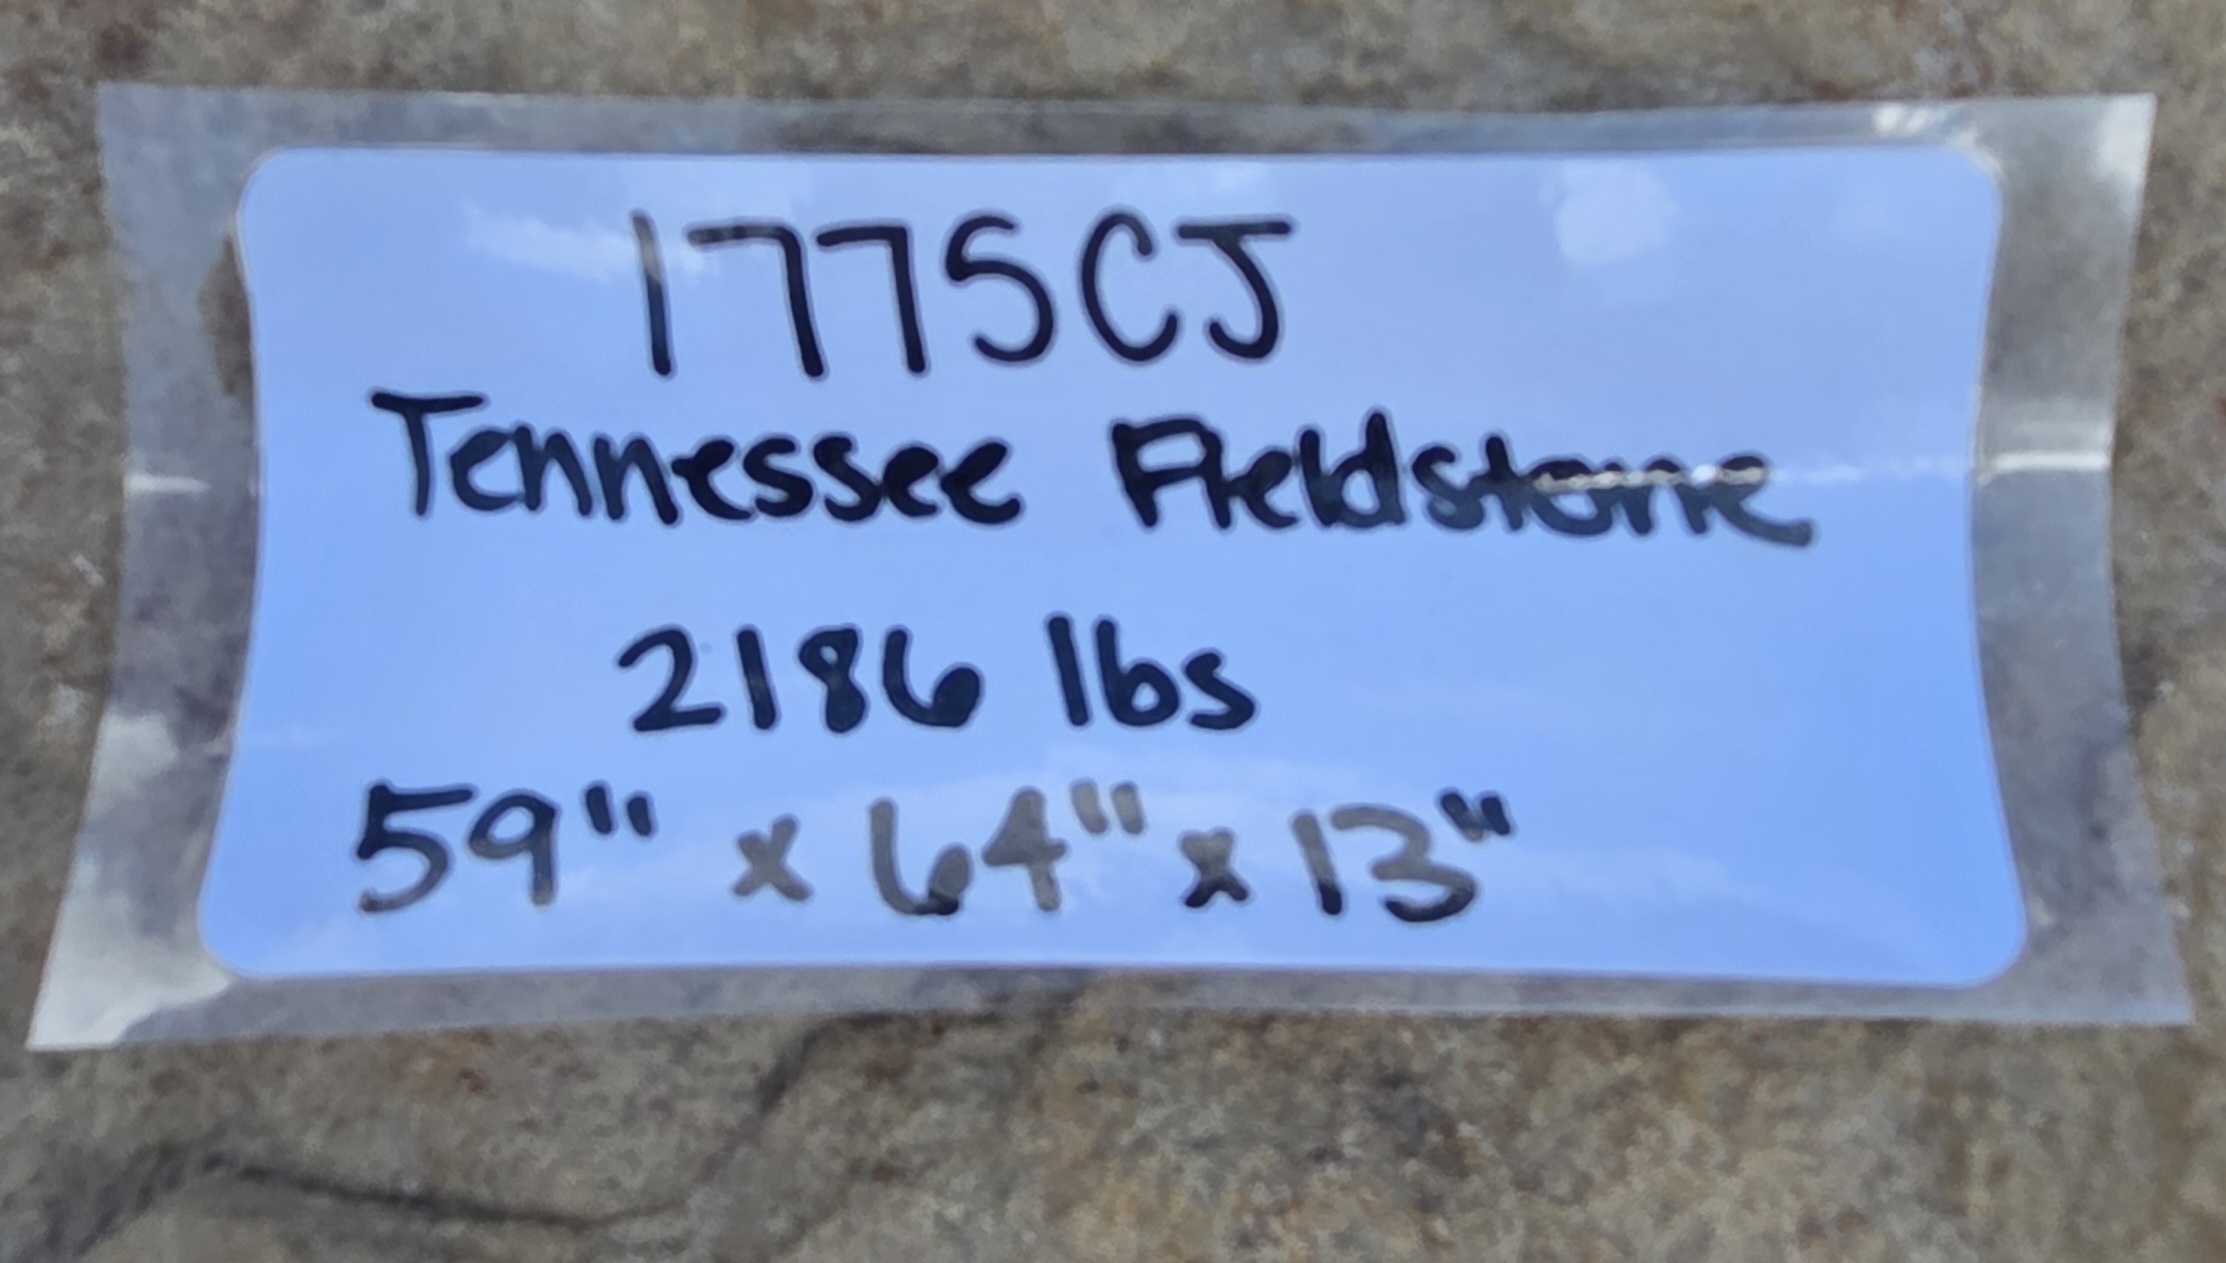 1775CJ
Tennessee Fieldstone
2186 lbs
59" x 64" x 13"